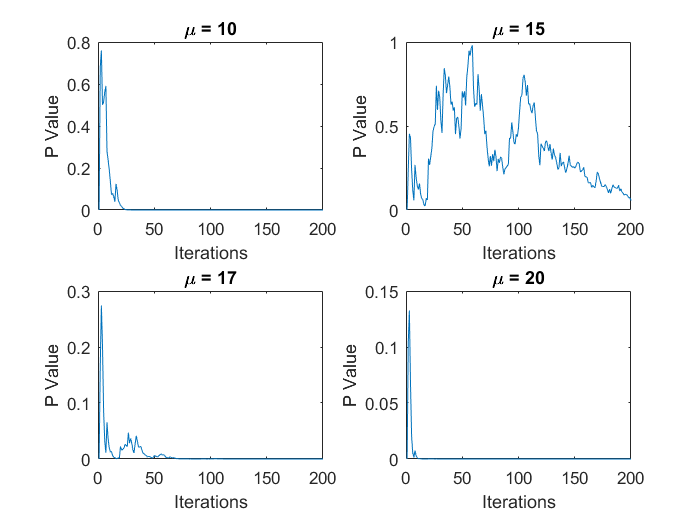 μ = 10
0.8
0.6
0.4
0.2
0
P Value
0 50 100 150 200
Iterations
μ = 15
1
0.5
0
P Value
0 50 100 150 200
Iterations
μ = 17
0.3
0.2
0.1
0
P Value
0 50 100 150 200
Iterations
μ = 20
0.15
0.1
0.05
0
P Value
0 50 100 150 200
Iterations